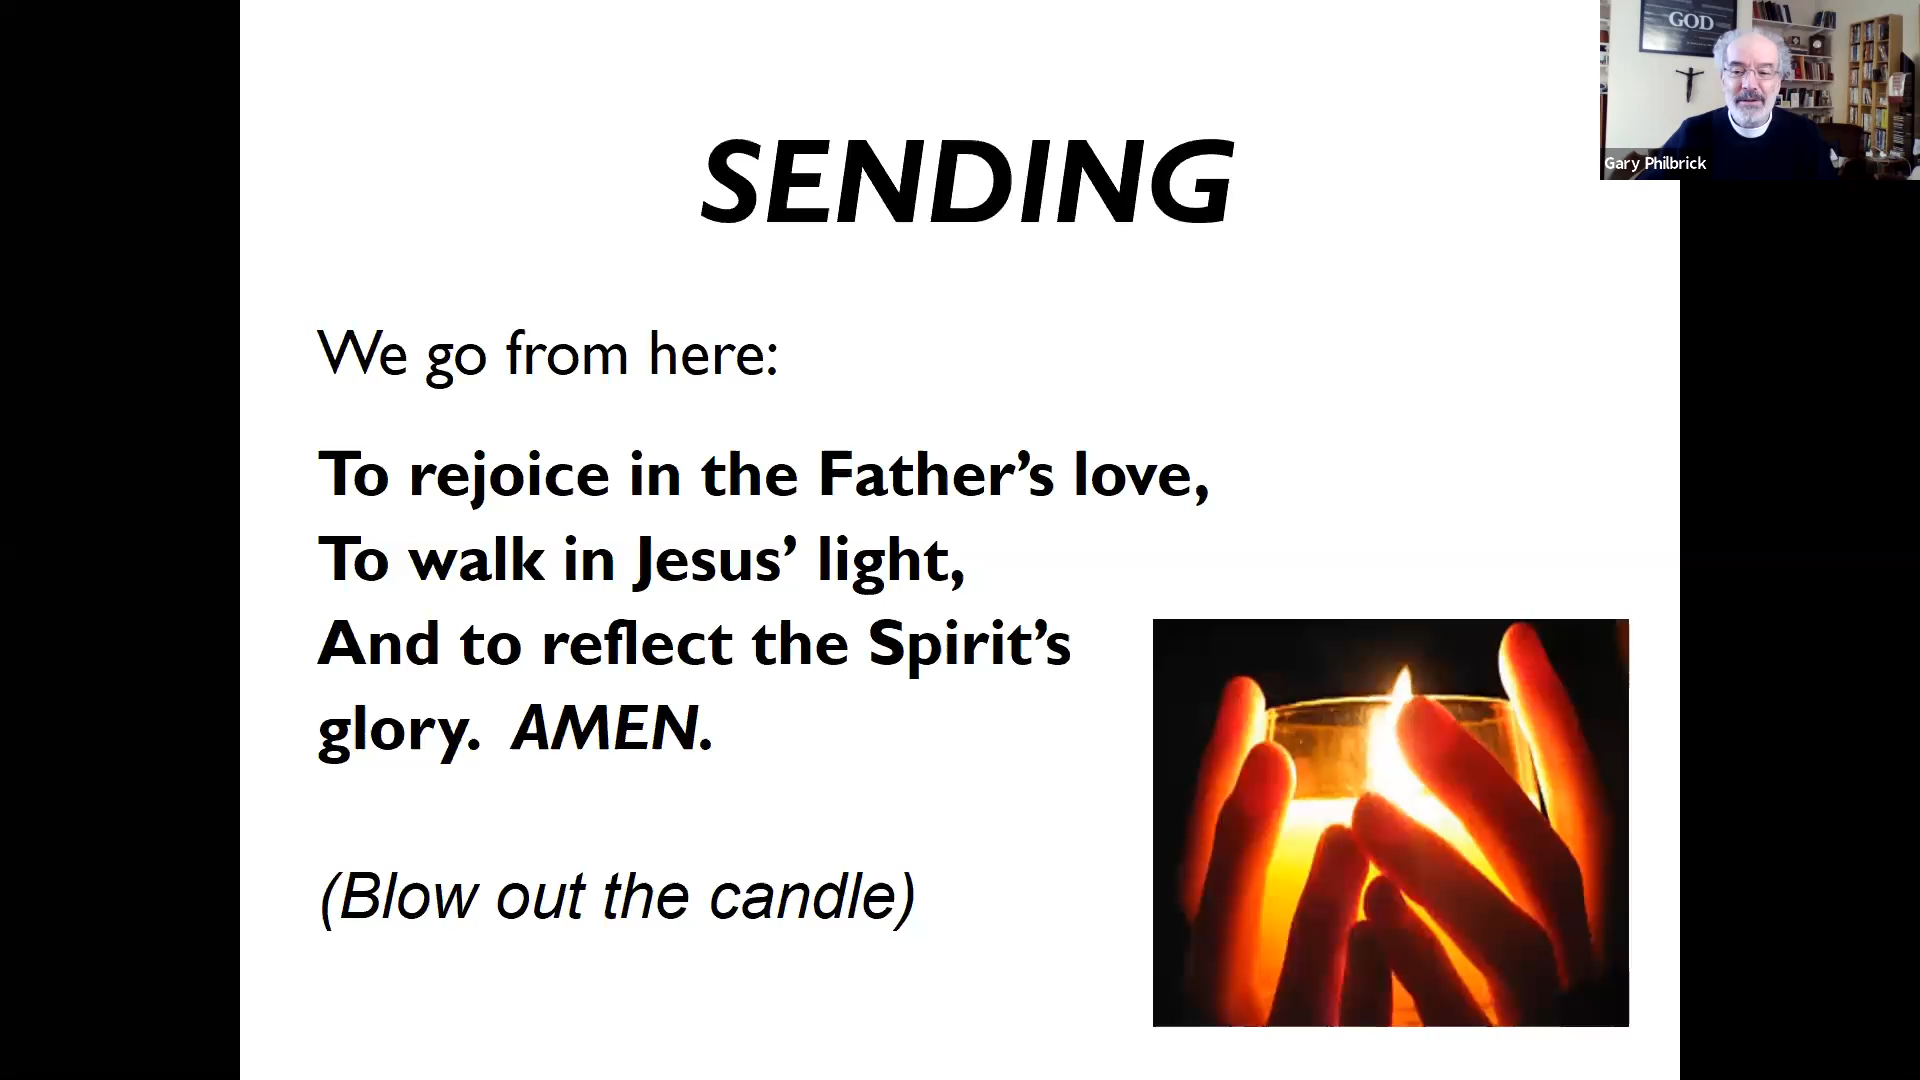 SENDING
GOD
Gary Philbrick
We go from here:
To rejoice in the Father’s love,
To walk in Jesus’ light,
And to reflect the Spirit’s
glory.  AMEN.
(Blow out the candle)